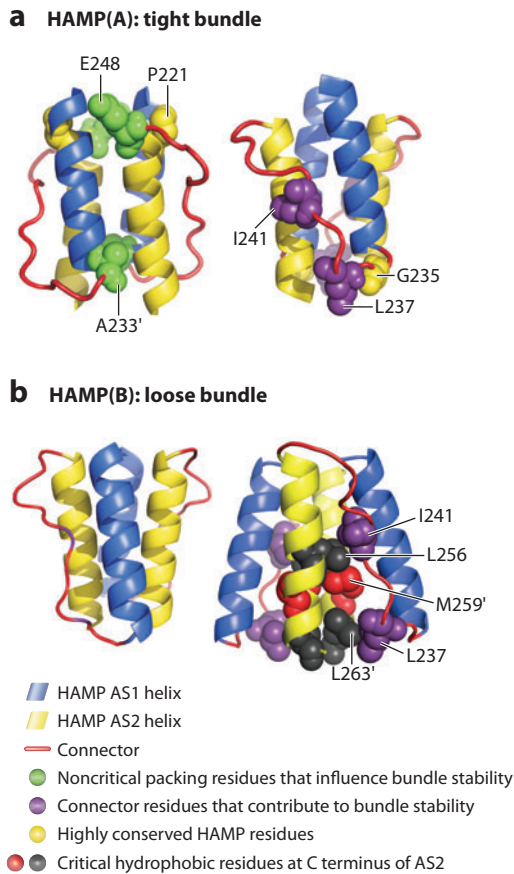 a HAMP(A): tight bundle
E248
P221
I241
G235
L237
A233'
b HAMP(B): loose bundle
I241
L256
M259'
L237
L263'
HAMP AS1 helix
HAMP AS2 helix
Connector
Noncritical packing residues that influence bundle stability
Connector residues that contribute to bundle stability
Highly conserved HAMP residues
Critical hydrophobic residues at C terminus of AS2